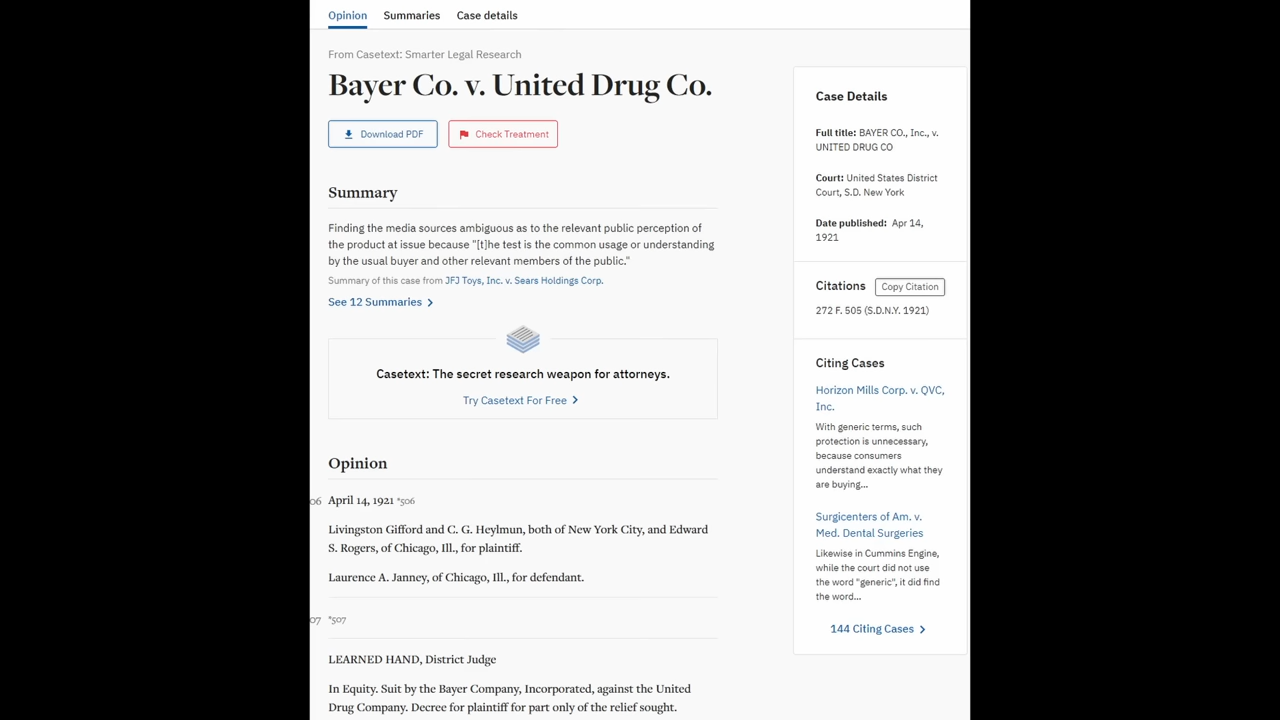 Opinion Summaries Case details
From Casetext: Smarter Legal Research
Bayer Co. v. United Drug Co.
Download PDF Check Treatment
Summary
Finding the media sources ambiguous as to the relevant public perception of
the product at issue because "[t]he test is the common usage or understanding
by the usual buyer and other relevant members of the public."
Summary of this case from JFJ Toys, Inc. v. Sears Holdings Corp.
See 12 Summaries
Casetext: The secret research weapon for attorneys.
Try Casetext For Free
Opinion
06 April 14, 1921 *506
Livingston Gifford and C. G. Heylmun, both of New York City, and Edward
S. Rogers, of Chicago, Ill., for plaintiff.
Laurence A. Janney, of Chicago, Ill., for defendant.
07 *507
LEARNED HAND, District Judge
In Equity. Suit by the Bayer Company, Incorporated, against the United
Drug Company. Decree for plaintiff for part only of the relief sought.
Case Details
Full title: BAYER CO., Inc., v.
UNITED DRUG CO
Court: United States District
Court, S.D. New York
Date published: Apr 14,
1921
Citations Copy Citation
272 F. 505 (S.D.N.Y. 1921)
Citing Cases
Horizon Mills Corp. v. QVC,
Inc.
With generic terms, such
protection is unnecessary,
because consumers
understand exactly what they
are buying…
Surgicenters of Am. v.
Med. Dental Surgeries
Likewise in Cummins Engine,
while the court did not use
the word "generic", it did find
the word…
144 Citing Cases